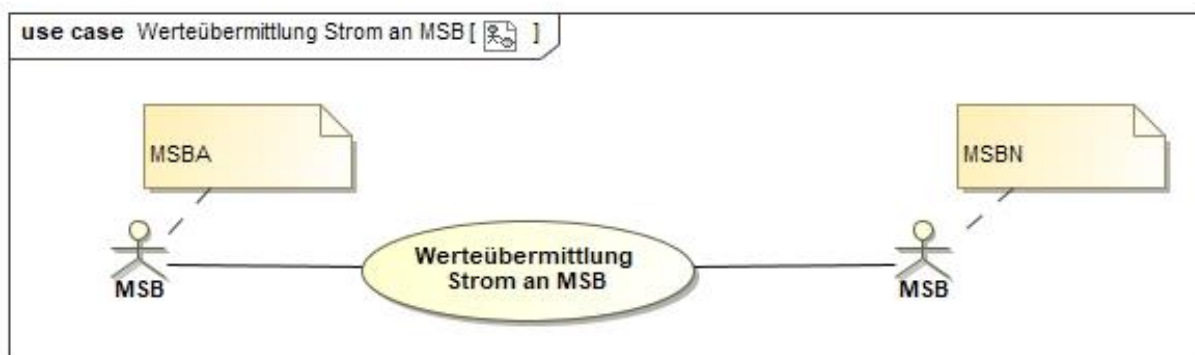 use case Werteübermittlung Strom an MSB [ ]
MSBA
MSBN
Werteübermittlung
Strom an MSB
MSB
MSB